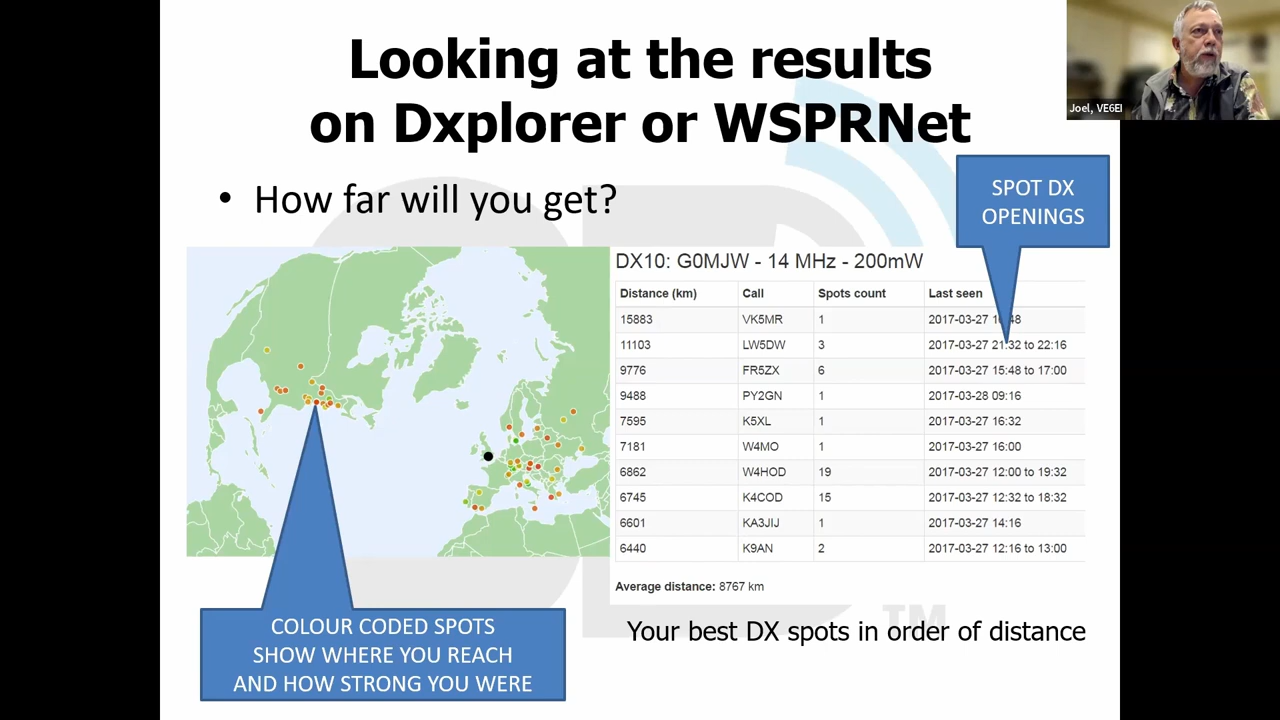 Looking at the results
on Dxplorer or WSPRNet
Joel, VE6EI
• How far will you get?
SPOT DX
OPENINGS
DX10: G0MJW - 14 MHz - 200mW
Distance (km) Call Spots count Last seen
15883 VK5MR 1 2017-03-27 :48
11103 LW5DW 3 2017-03-27 21:32 to 22:16
9776 FR5ZX 6 2017-03-27 15:48 to 17:00
9488 PY2GN 1 2017-03-28 09:16
7595 K5XL 1 2017-03-27 16:32
7181 W4MO 1 2017-03-27 16:00
6862 W4HOD 19 2017-03-27 12:00 to 19:32
6745 K4COD 15 2017-03-27 12:32 to 18:32
6601 KA3JIJ 1 2017-03-27 14:16
6440 K9AN 2 2017-03-27 12:16 to 13:00
Average distance: 8767 km
COLOUR CODED SPOTS
SHOW WHERE YOU REACH
AND HOW STRONG YOU WERE
TM
Your best DX spots in order of distance